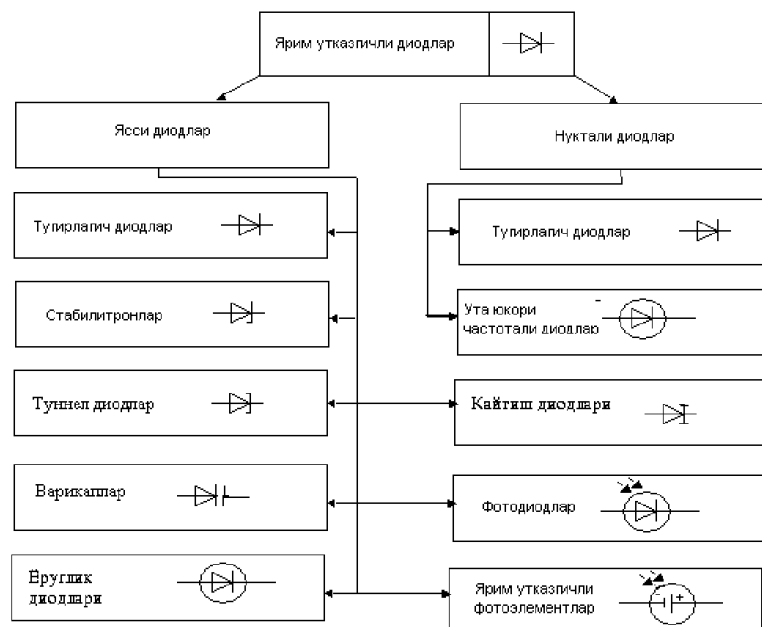 Ярим утказгичли диодлар
Ясси диодлар
Нуктали диодлар
Тугирлагич диодлар
Тугирлагич диодлар
Стабилитронлар
Ута юкори
частотали диодлар
Туннел диодлар
Кайтиш диодлари
Варикаплар
Фотодиодлар
Ёруглик
диодлари
Ярим утказгичли
фотоэлементлар